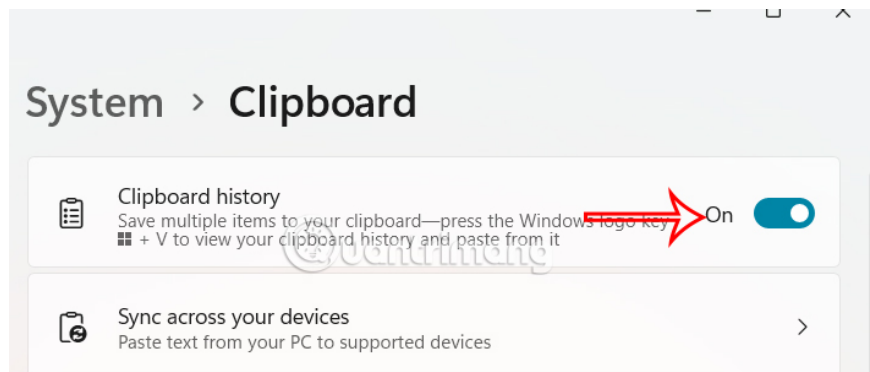 System > Clipboard
Clipboard history
Save multiple items to your clipboard—press the Windows logo key
+ V to view your clipboard history and paste from it
On
Quantrimang
Sync across your devices
Paste text from your PC to supported devices